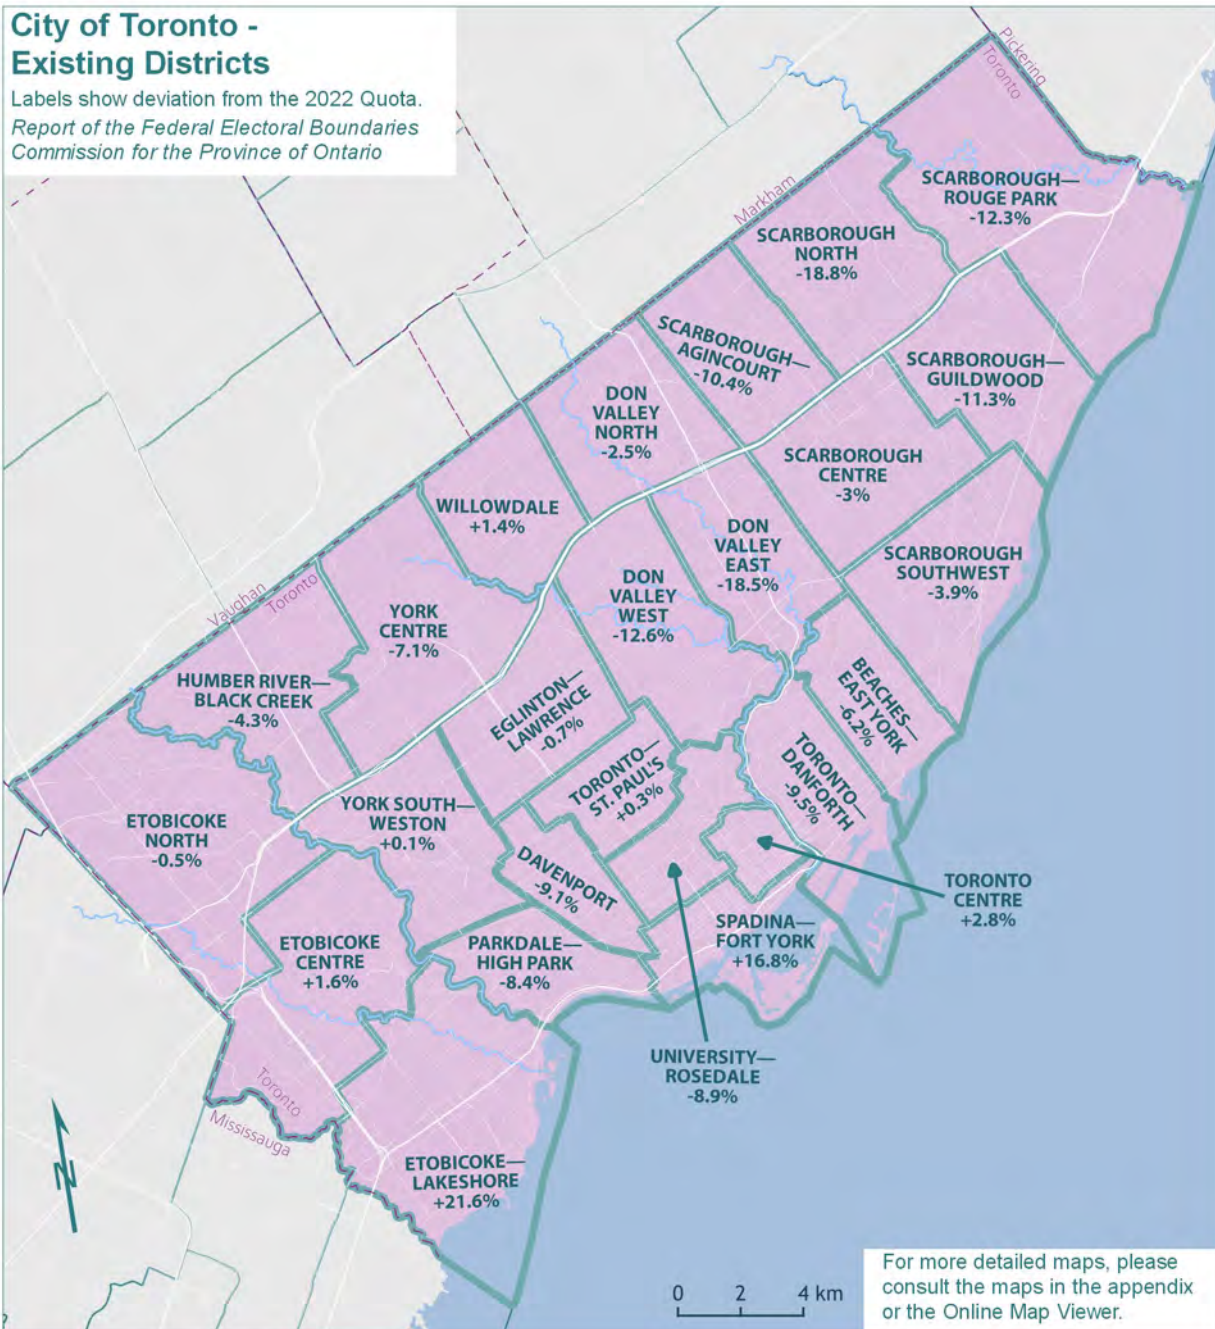 City of Toronto -
Existing Districts
Labels show deviation from the 2022 Quota.
Report of the Federal Electoral Boundaries
Commission for the Province of Ontario
Pickering
Toronto
Markham
SCARBOROUGH—
ROUGE PARK
-12.3%
SCARBOROUGH
NORTH
-18.8%
SCARBOROUGH—
AGINCOURT
-10.4%
SCARBOROUGH—
GUILDWOOD
-11.3%
DON
VALLEY
NORTH
-2.5%
SCARBOROUGH
CENTRE
-3%
WILLOWDALE
+1.4%
DON
VALLEY
EAST
-18.5%
SCARBOROUGH
SOUTHWEST
-3.9%
Vaughan
Toronto
YORK
CENTRE
-7.1%
DON
VALLEY
WEST
-12.6%
HUMBER RIVER—
BLACK CREEK
-4.3%
EGLINTON—
LAWRENCE
-0.7%
BEACHES—
EAST YORK
-6.2%
TORONTO—
ST. PAUL'S
+0.3%
TORONTO—
DANFORTH
-9.5%
ETOBICOKE
NORTH
-0.5%
YORK SOUTH—
WESTON
+0.1%
DAVENPORT
-9.1%
TORONTO
CENTRE
+2.8%
ETOBICOKE
CENTRE
+1.6%
PARKDALE—
HIGH PARK
-8.4%
SPADINA—
FORT YORK
+16.8%
UNIVERSITY—
ROSEDALE
-8.9%
Toronto
Mississauga
ETOBICOKE—
LAKESHORE
+21.6%
N
0 2 4 km
For more detailed maps, please
consult the maps in the appendix
or the Online Map Viewer.